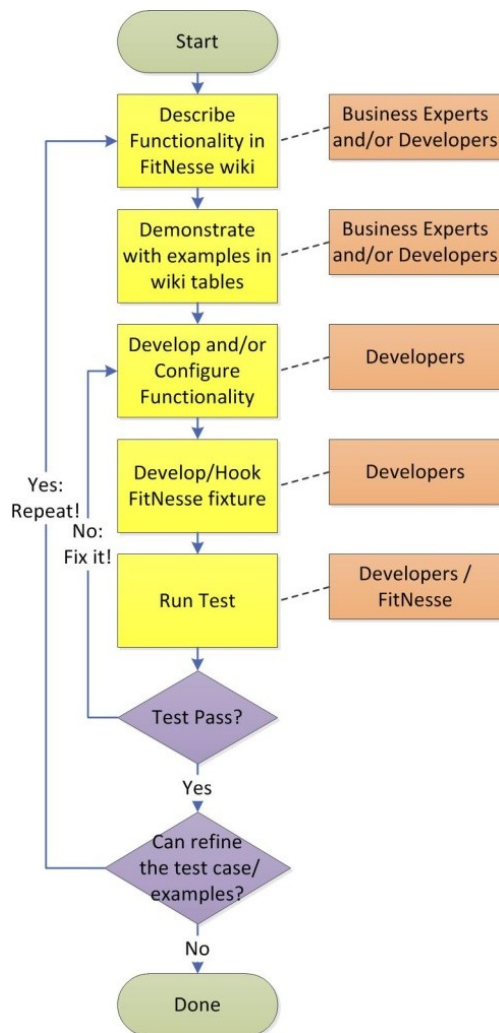 Start
Describe
Functionality in
FitNesse wiki
Business Experts
and/or Developers
Demonstrate
with examples in
wiki tables
Business Experts
and/or Developers
Develop and/or
Configure
Functionality
Developers
Develop/Hook
FitNesse fixture
Developers
Yes:
Repeat!
No:
Fix it!
Run Test
Developers /
FitNesse
Test Pass?
Yes
Can refine
the test case/
examples?
No
Done